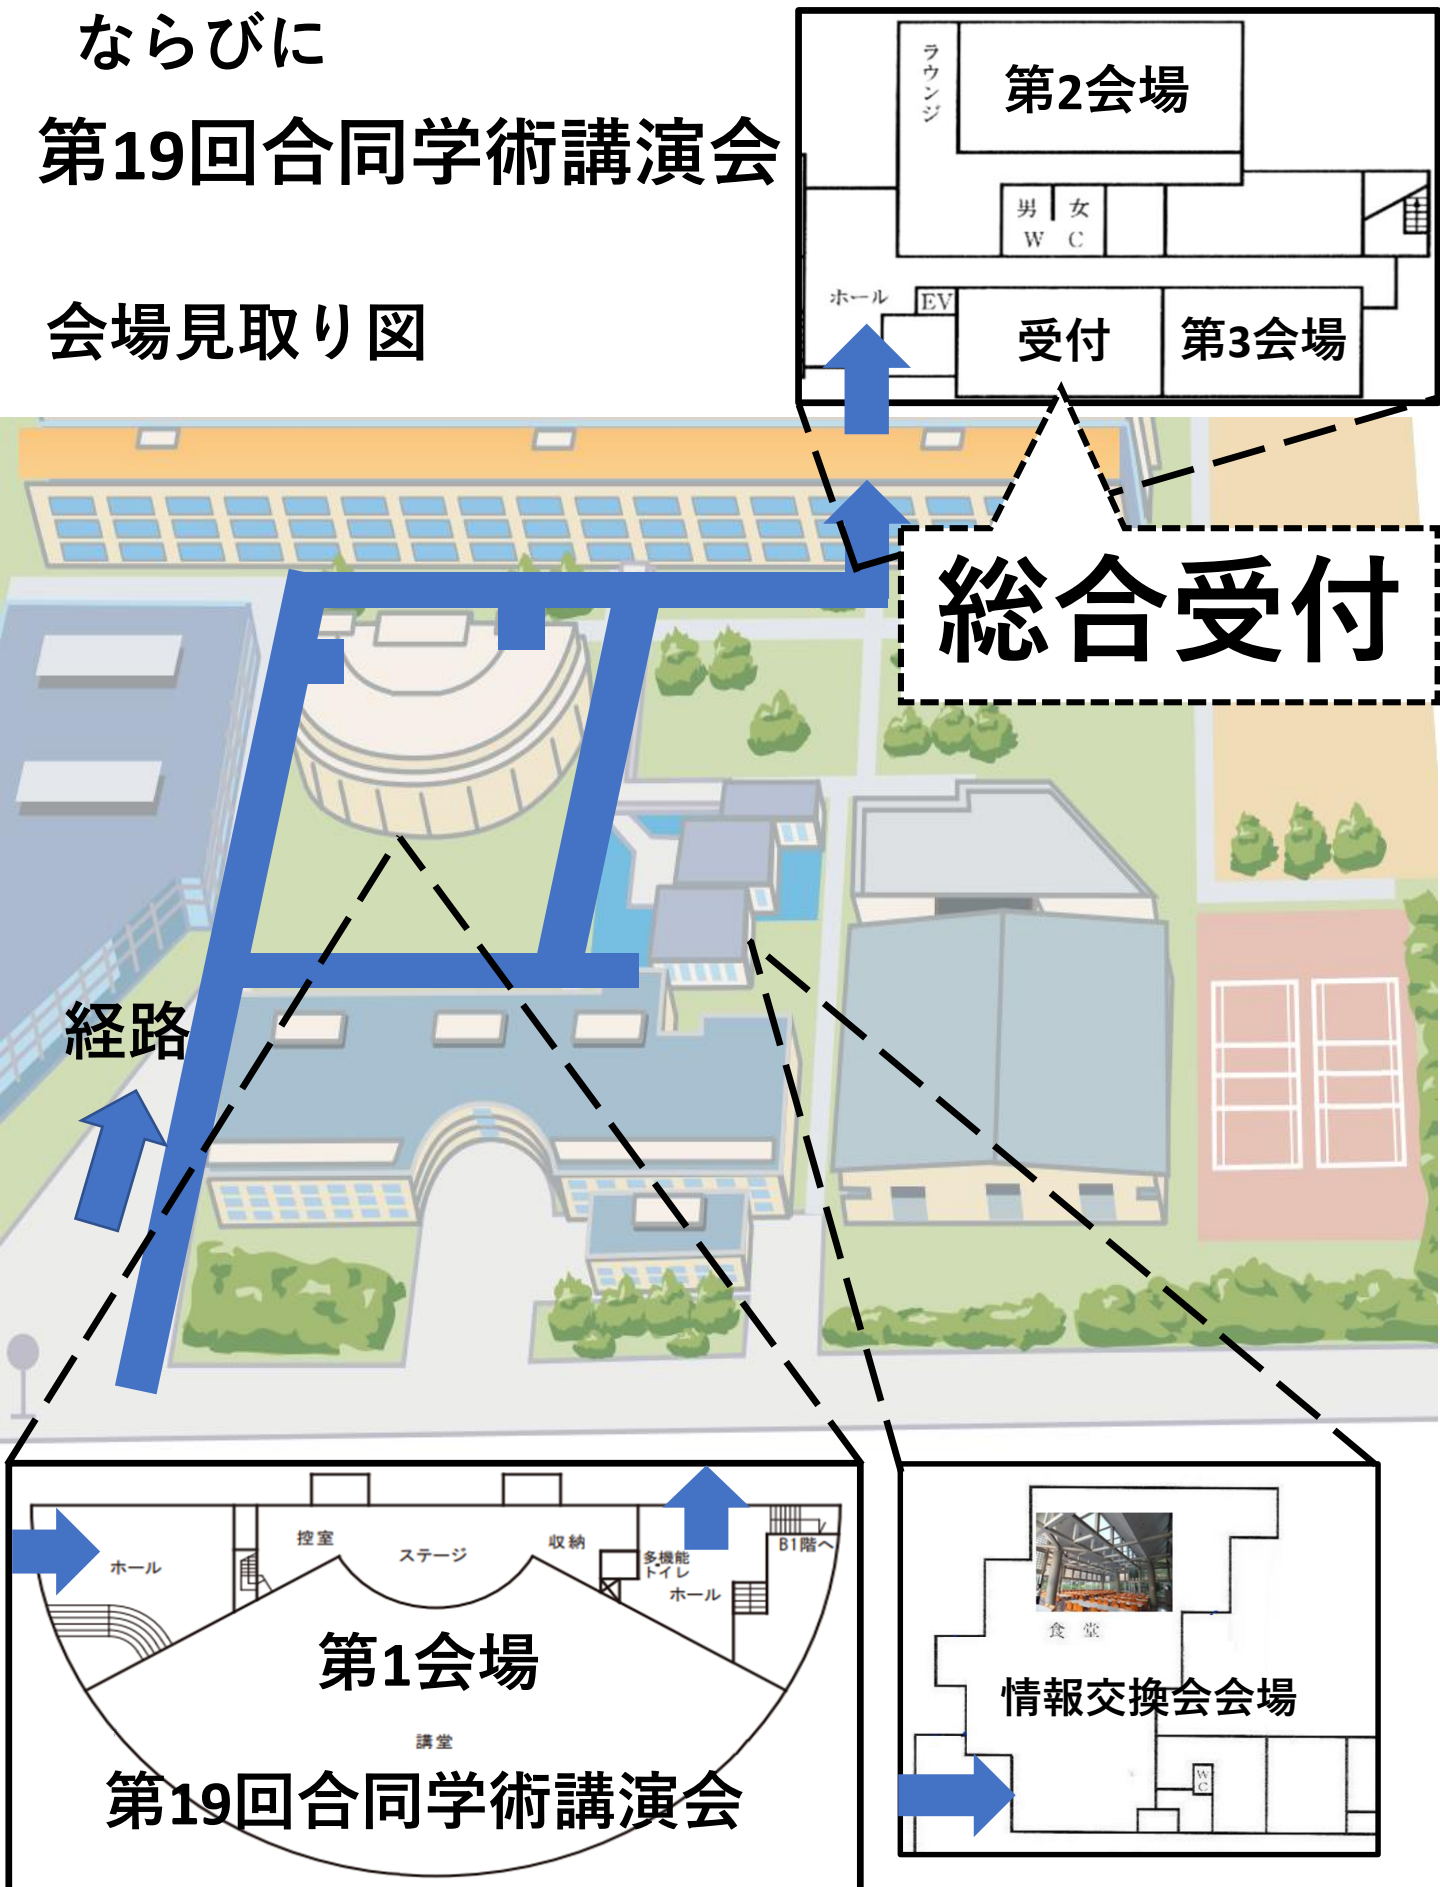 ならびに
第19回合同学術講演会
会場見取り図
ラウンジ
第2会場
男 女
W C
ホール
EV
受付
第3会場
総合受付
経路
控室
ステージ
収納
多機能
トイレ
B1階へ
ホール
ホール
第1会場
講堂
第19回合同学術講演会
食堂
情報交換会会場
WC